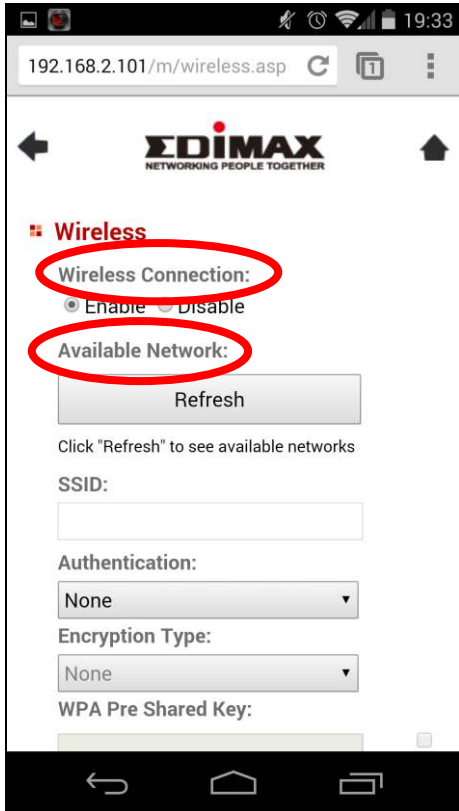 19:33
192.168.2.101/m/wireless.asp
1
EDIMAX
NETWORKING PEOPLE TOGETHER
Wireless
Wireless Connection:
Enable Disable
Available Network:
Refresh
Click "Refresh" to see available networks
SSID:
Authentication:
None
Encryption Type:
None
WPA Pre Shared Key: